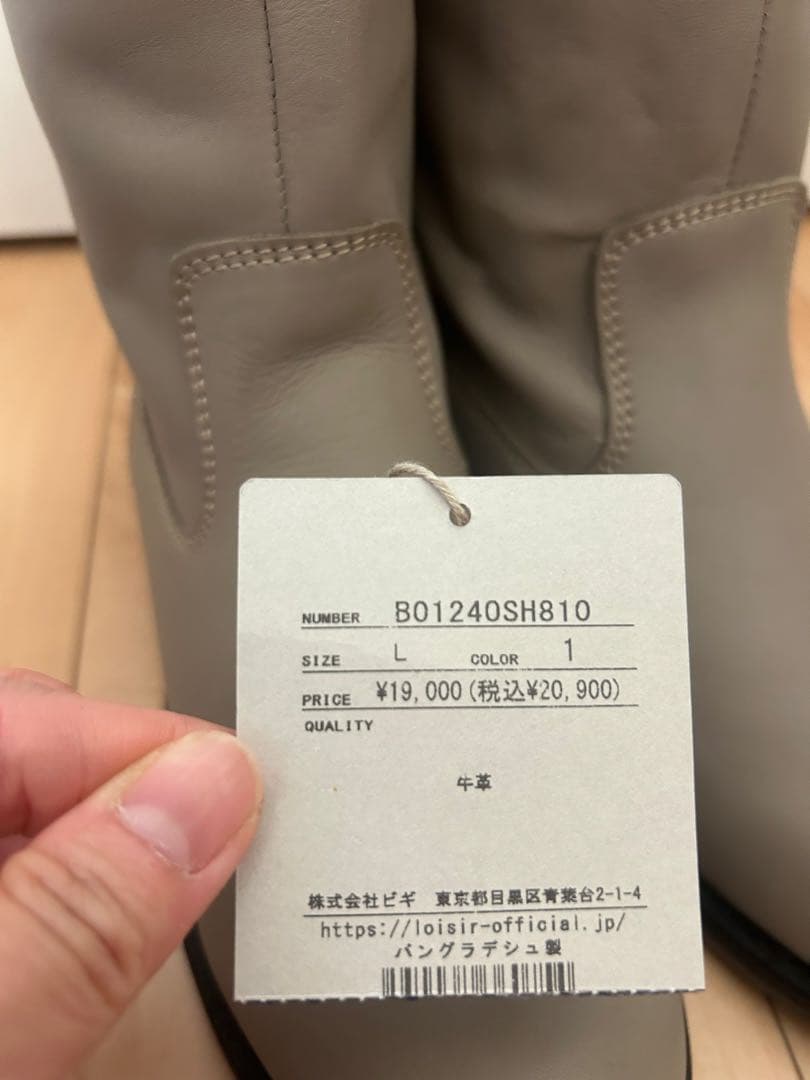 NUMBER B01240SH810
SIZE L COLOR 1
PRICE ¥19,000(税込¥20,900)
QUALITY
牛革
株式会社ビギ 東京都目黒区青葉台2-1-4
https://loisir-official.jp/
バングラデシュ製